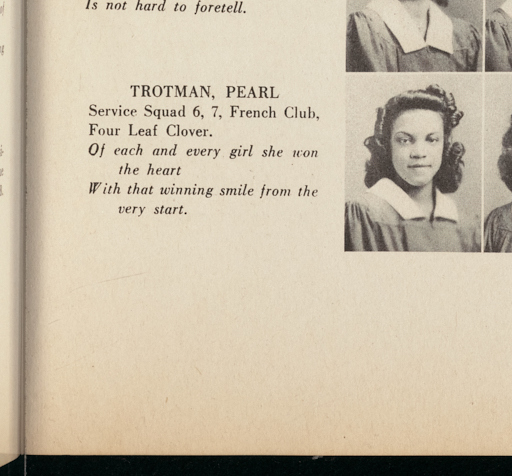 Is not hard to foretell.
TROTMAN, PEARL
Service Squad 6, 7, French Club,
Four Leaf Clover.
Of each and every girl she won
the heart
With that winning smile from the
very start.